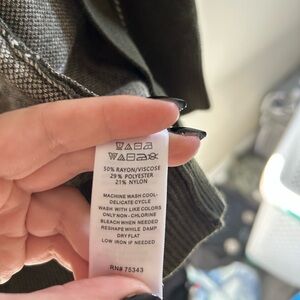 50% RAYON/VISCOSE
29% POLYESTER
21% NYLON
MACHINE WASH COOL-
DELICATE CYCLE
WASH WITH LIKE COLORS
ONLY NON - CHLORINE
BLEACH WHEN NEEDED
RESHAPE WHILE DAMP
DRY FLAT
LOW IRON IF NEEDED
RN# 75343